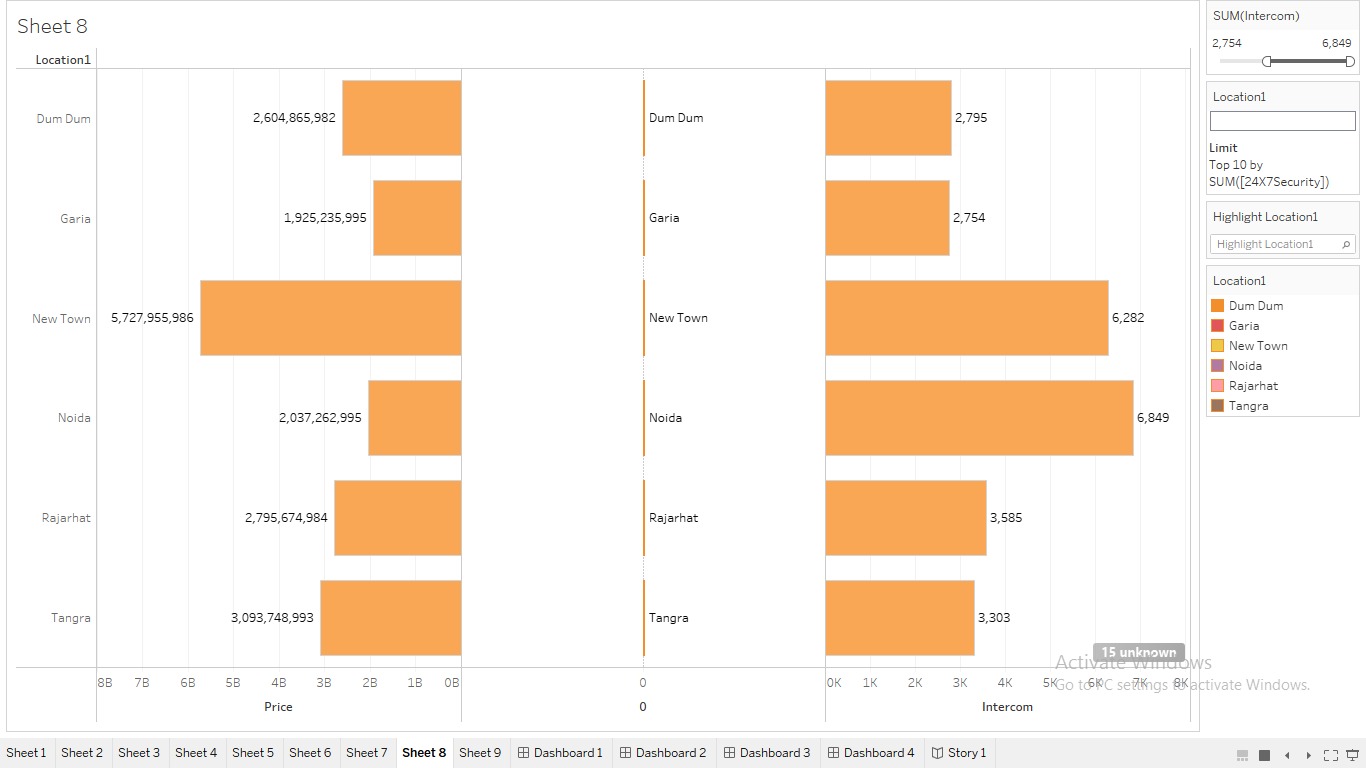 Sheet 8
Location1
Dum Dum 2,604,865,982 Dum Dum 2,795
Garia 1,925,235,995 Garia 2,754
New Town 5,727,955,986 New Town 6,282
Noida 2,037,262,995 Noida 6,849
Rajarhat 2,795,674,984 Rajarhat 3,585
Tangra 3,093,748,993 Tangra 3,303
15 unknown
8B 7B 6B 5B 4B 3B 2B 1B 0B 0 0K 1K 2K 3K 4K 5K 6K 7K 8K
Price 0 Intercom
SUM(Intercom)
2,754 6,849
Location1
Limit
Top 10 by
SUM([24X7Security])
Highlight Location1
Highlight Location1
Location1
Dum Dum
Garia
New Town
Noida
Rajarhat
Tangra
Activate Windows
Go to PC settings to activate Windows.
Sheet 1 Sheet 2 Sheet 3 Sheet 4 Sheet 5 Sheet 6 Sheet 7 Sheet 8 Sheet 9 Dashboard 1 Dashboard 2 Dashboard 3 Dashboard 4 Story 1